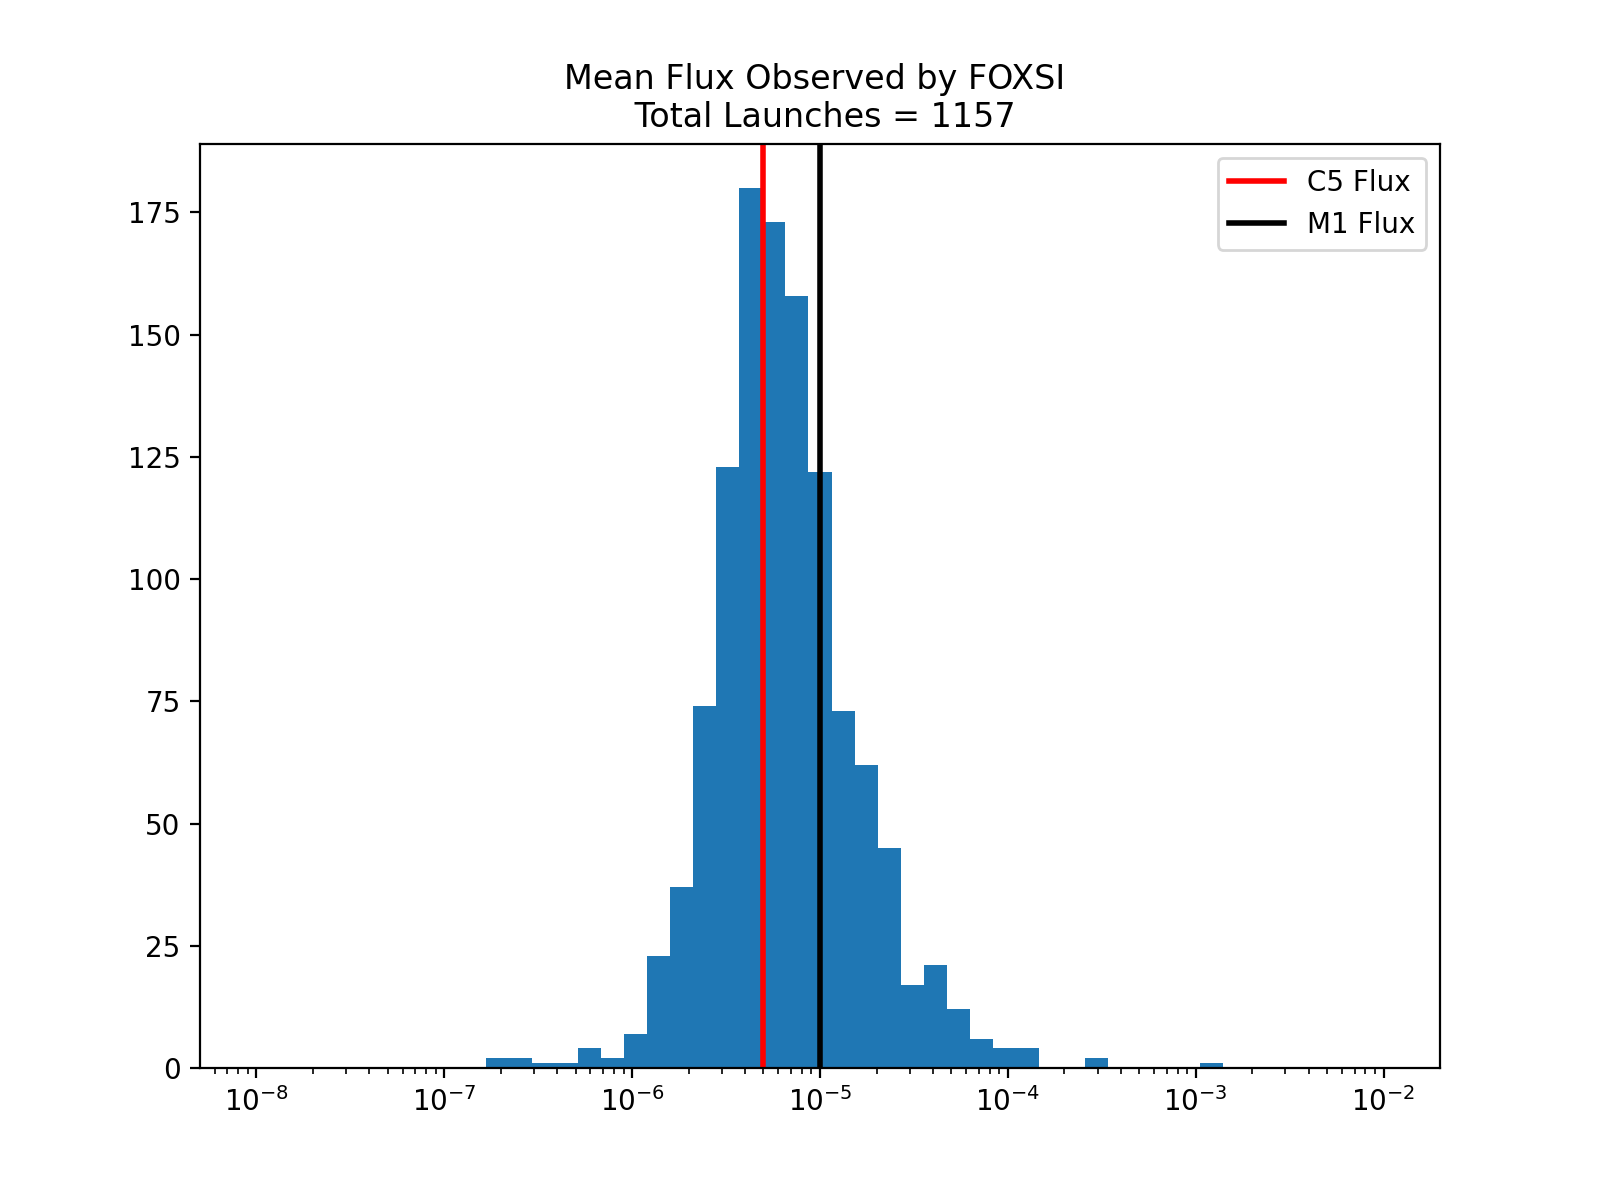 Mean Flux Observed by FOXSI
Total Launches = 1157
C5 Flux
M1 Flux
175
150
125
100
75
50
25
0
10⁻⁸ 10⁻⁷ 10⁻⁶ 10⁻⁵ 10⁻⁴ 10⁻³ 10⁻²